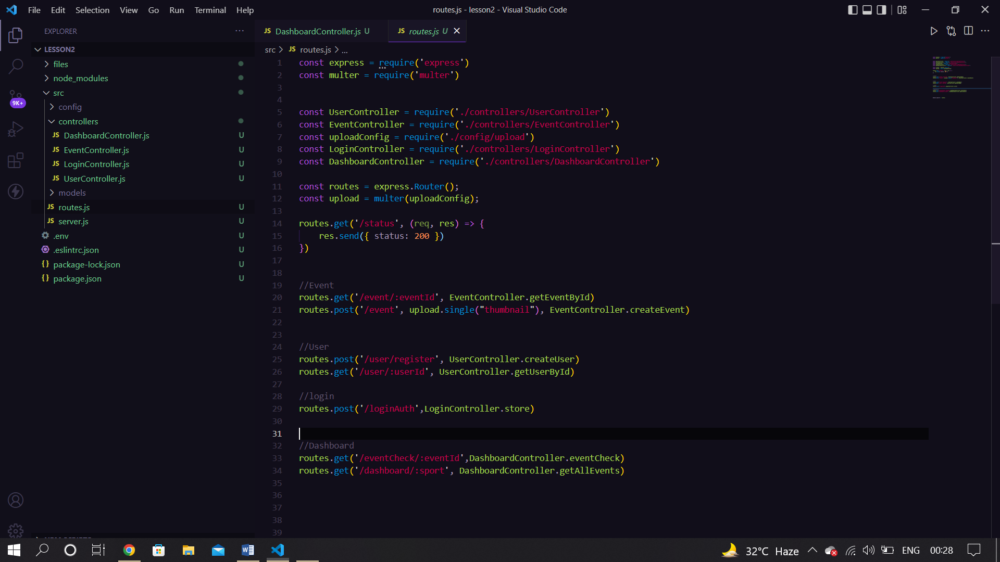 File Edit Selection View Go Run Terminal Help
routes.js - lesson2 - Visual Studio Code
EXPLORER
LESSON2
files
node_modules
src
config
controllers
JS DashboardController.js U
JS EventController.js U
JS LoginController.js U
JS UserController.js U
models
JS routes.js U
JS server.js U
.env U
.eslintrc.json U
{} package-lock.json U
{} package.json U
9K+
JS DashboardController.js U
JS routes.js U
src > JS routes.js > ...
1 const express = require('express')
2 const multer = require('multer')
3
4
5 const UserController = require('./controllers/UserController')
6 const EventController = require('./controllers/EventController')
7 const uploadConfig = require('./config/upload')
8 const LoginController = require('./controllers/LoginController')
9 const DashboardController = require('./controllers/DashboardController')
10
11 const routes = express.Router();
12 const upload = multer(uploadConfig);
13
14 routes.get('/status', (req, res) => {
15 res.send({ status: 200 })
16 })
17
18
19 //Event
20 routes.get('/event/:eventId', EventController.getEventById)
21 routes.post('/event', upload.single("thumbnail"), EventController.createEvent)
22
23
24 //User
25 routes.post('/user/register', UserController.createUser)
26 routes.get('/user/:userId', UserController.getUserById)
27
28 //login
29 routes.post('/loginAuth',LoginController.store)
30
31
32 //Dashboard
33 routes.get('/eventCheck/:eventId',DashboardController.eventCheck)
34 routes.get('/dashboard/:sport', DashboardController.getAllEvents)
35
36
37
38
39
32°C Haze
ENG
00:28